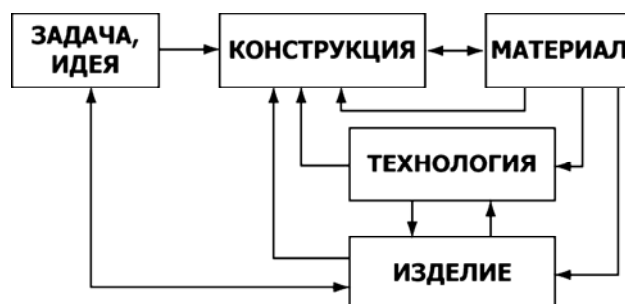 ЗАДАЧА,
ИДЕЯ
КОНСТРУКЦИЯ
МАТЕРИАЛ
ТЕХНОЛОГИЯ
ИЗДЕЛИЕ